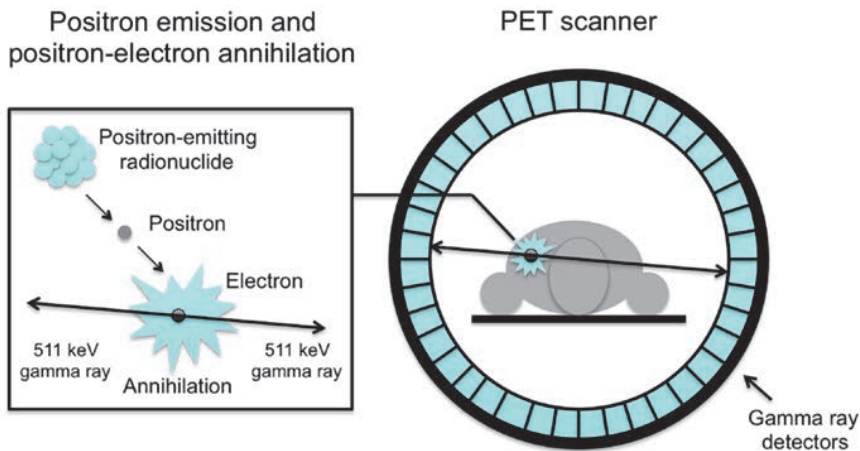 Positron emission and
positron-electron annihilation
Positron-emitting
radionuclide
Positron
Electron
511 keV
gamma ray
Annihilation
511 keV
gamma ray
PET scanner
Gamma ray
detectors